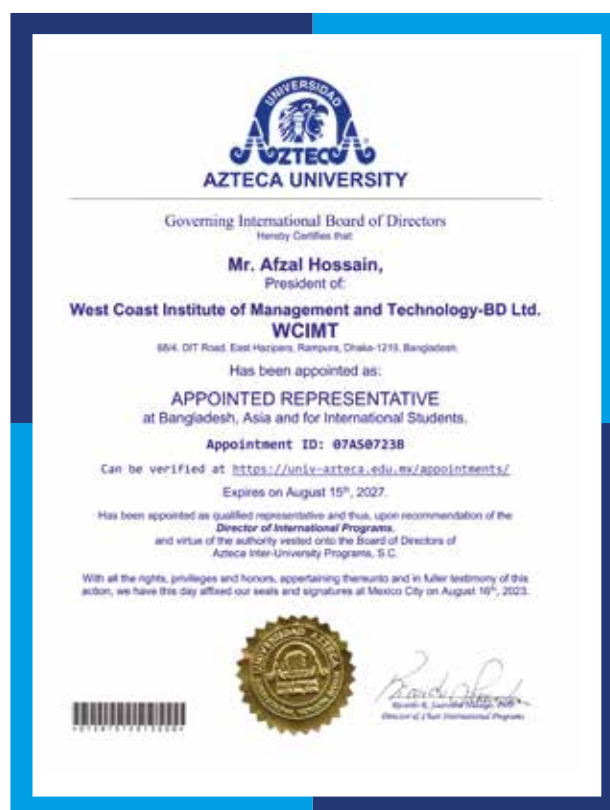 UNIVERSIDAD
AZTECA
AZTECA UNIVERSITY
Governing International Board of Directors
Hereby Certifies that:
Mr. Afzal Hossain,
President of:
West Coast Institute of Management and Technology-BD Ltd.
WCIMT
68/4. DIT Road, East Hazipara, Rampura, Dhaka-1219, Bangladesh.
Has been appointed as:
APPOINTED REPRESENTATIVE
at Bangladesh, Asia and for International Students.
Appointment ID: 07AS0723B
Can be verified at https://univ-azteca.edu.mx/appointments/
Expires on August 15th, 2027.
Has been appointed as qualified representative and thus, upon recommendation of the
Director of International Programs,
and virtue of the authority vested onto the Board of Directors of
Azteca Inter-University Programs, S.C.
With all the rights, privileges and honors, appertaining thereunto and in fuller testimony of this
action, we have this day affixed our seals and signatures at Mexico City on August 16th, 2023.
UNIVERSIDAD AZTECA
Director of International Programs